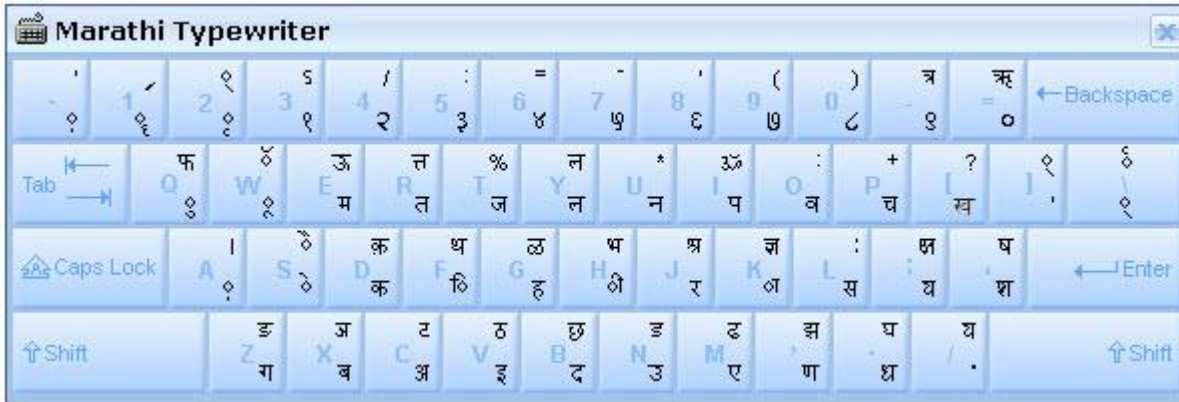 Marathi Typewriter
' ॅ ऽ / : = - ' ( ) त्र ऋ
1 2 3 4 5 6 7 8 9 0 - = ←Backspace
़ ॄ ृ १ २ ३ ४ ५ ६ ७ ८ ९ ०
फ ॉ ऊ त्त % ल * ॐ : + ?
Tab Q W E R T Y U I O P [ ] \
ु ू म त ज ल न प व च ख '
। ै क़ थ ळ भ श्र ज्ञ : क्ष ष
Caps Lock A S D F G H J K L ; ' Enter
े क ि ह ी र ा स य श
ङ ञ ट ठ छ ड ढ झ घ य़
Shift Z X C V B N M , . / Shift
ग ब अ इ द उ ए ण ध .